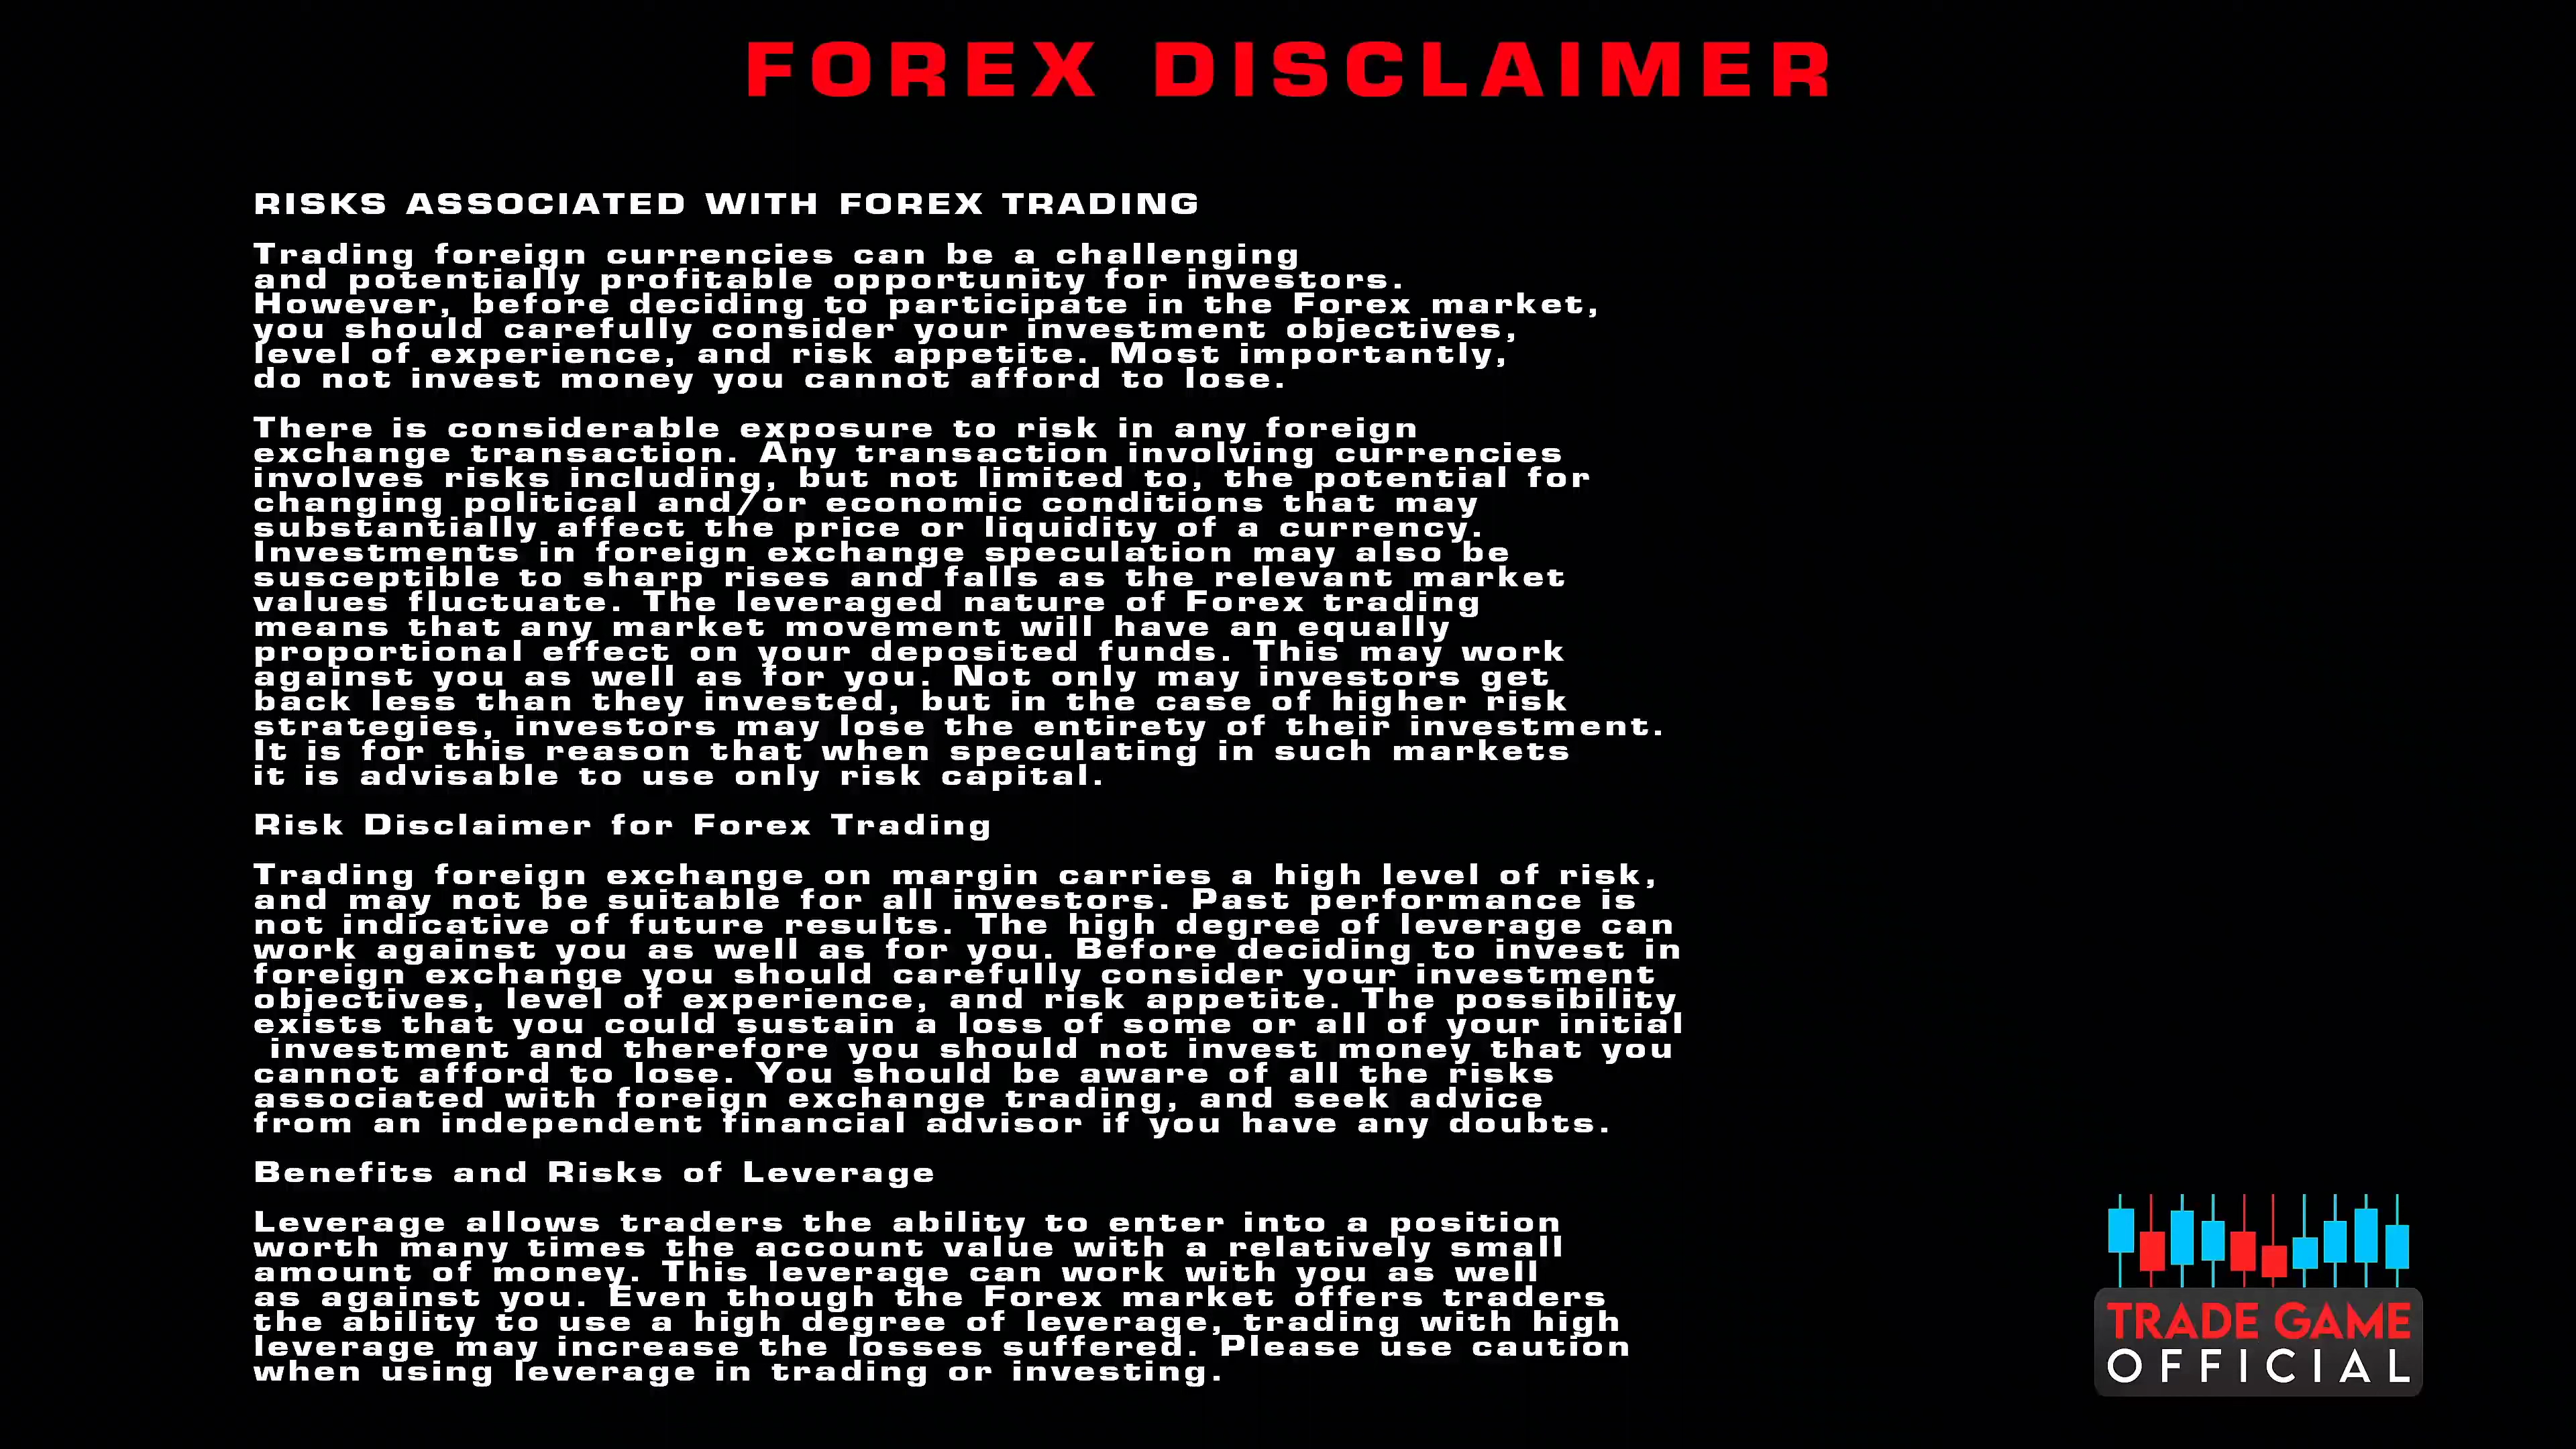 FOREX DISCLAIMER
RISKS ASSOCIATED WITH FOREX TRADING
Trading foreign currencies can be a challenging
and potentially profitable opportunity for investors.
However, before deciding to participate in the Forex market,
you should carefully consider your investment objectives,
level of experience, and risk appetite. Most importantly,
do not invest money you cannot afford to lose.
There is considerable exposure to risk in any foreign
exchange transaction. Any transaction involving currencies
involves risks including, but not limited to, the potential for
changing political and/or economic conditions that may
substantially affect the price or liquidity of a currency.
Investments in foreign exchange speculation may also be
susceptible to sharp rises and falls as the relevant market
values fluctuate. The leveraged nature of Forex trading
means that any market movement will have an equally
proportional effect on your deposited funds. This may work
against you as well as for you. Not only may investors get
back less than they invested, but in the case of higher risk
strategies, investors may lose the entirety of their investment.
It is for this reason that when speculating in such markets
it is advisable to use only risk capital.
Risk Disclaimer for Forex Trading
Trading foreign exchange on margin carries a high level of risk,
and may not be suitable for all investors. Past performance is
not indicative of future results. The high degree of leverage can
work against you as well as for you. Before deciding to invest in
foreign exchange you should carefully consider your investment
objectives, level of experience, and risk appetite. The possibility
exists that you could sustain a loss of some or all of your initial
investment and therefore you should not invest money that you
cannot afford to lose. You should be aware of all the risks
associated with foreign exchange trading, and seek advice
from an independent financial advisor if you have any doubts.
Benefits and Risks of Leverage
Leverage allows traders the ability to enter into a position
worth many times the account value with a relatively small
amount of money. This leverage can work with you as well
as against you. Even though the Forex market offers traders
the ability to use a high degree of leverage, trading with high
leverage may increase the losses suffered. Please use caution
when using leverage in trading or investing.
TRADE GAME
OFFICIAL